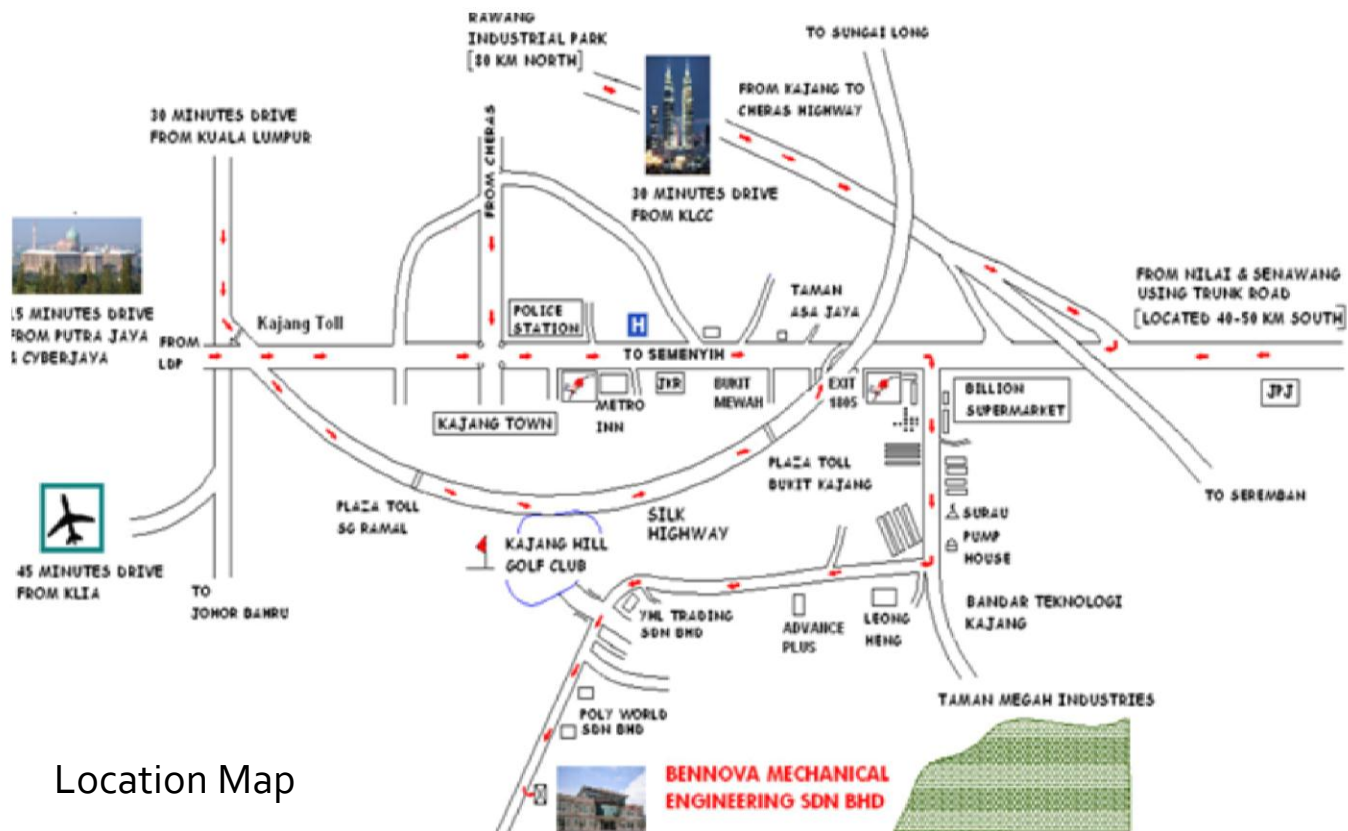 RAWANG
INDUSTRIAL PARK
[80 KM NORTH]
TO SUNGAI LONG
FROM KAJANG TO
CHERAS HIGHWAY
30 MINUTES DRIVE
FROM KUALA LUMPUR
FROM CHERAS
30 MINUTES DRIVE
FROM KLCC
15 MINUTES DRIVE
FROM PUTRA JAYA
& CYBERJAYA
Kajang Toll
FROM
LDP
POLICE
STATION
H
TAMAN
ASA JAYA
FROM NILAI & SENAWANG
USING TRUNK ROAD
[LOCATED 40-50 KM SOUTH]
TO SEMENYIH
KAJANG TOWN
METRO
INN
JKR
BUKIT
MEWAH
EXIT
1805
BILLION
SUPERMARKET
JPJ
PLAZA TOLL
BUKIT KAJANG
PLAZA TOLL
SG RAMAL
SILK
HIGHWAY
TO SEREMBAN
SURAU
PUMP
HOUSE
KAJANG HILL
GOLF CLUB
45 MINUTES DRIVE
FROM KLIA
TO
JOHOR BAHRU
YHL TRADING
SDN BHD
ADVANCE
PLUS
LEONG
HENG
BANDAR TEKNOLOGI
KAJANG
TAMAN MEGAH INDUSTRIES
POLY WORLD
SDN BHD
Location Map
BENNOVA MECHANICAL
ENGINEERING SDN BHD